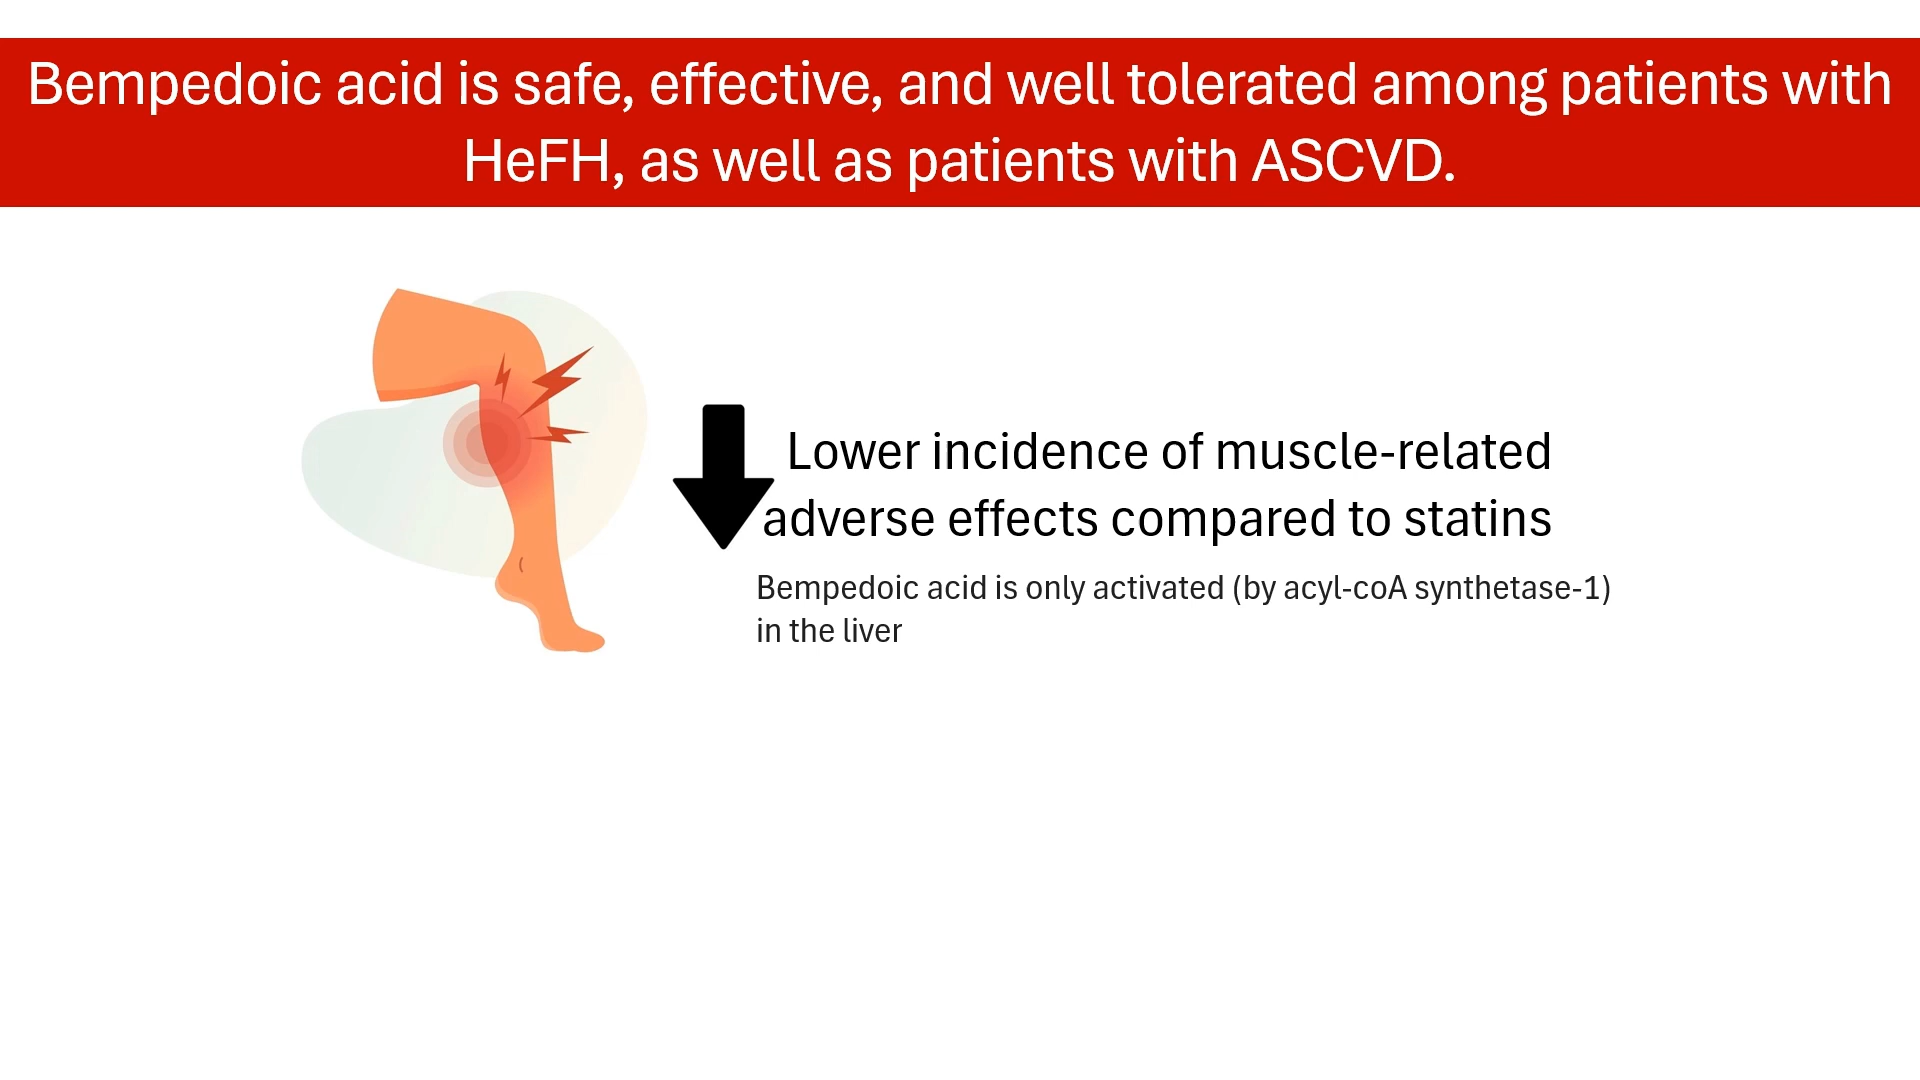 Bempedoic acid is safe, effective, and well tolerated among patients with
HeFH, as well as patients with ASCVD.
Lower incidence of muscle-related
adverse effects compared to statins
Bempedoic acid is only activated (by acyl-coA synthetase-1)
in the liver